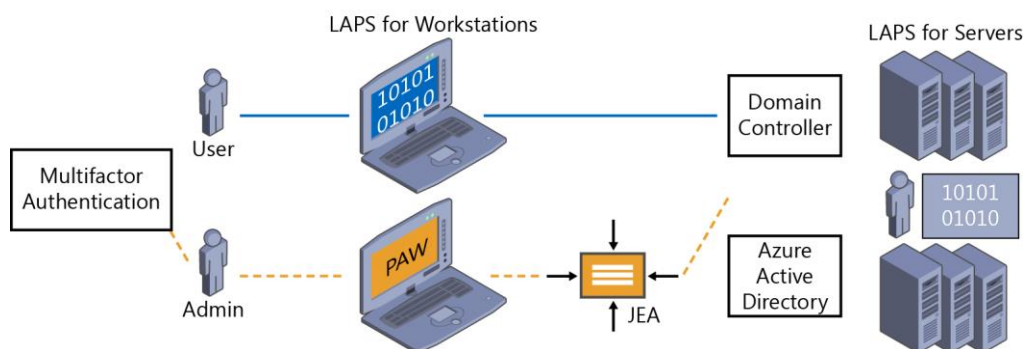 LAPS for Workstations
LAPS for Servers
10101
01010
User
Domain
Controller
Multifactor
Authentication
10101
01010
PAW
Admin
JEA
Azure
Active
Directory